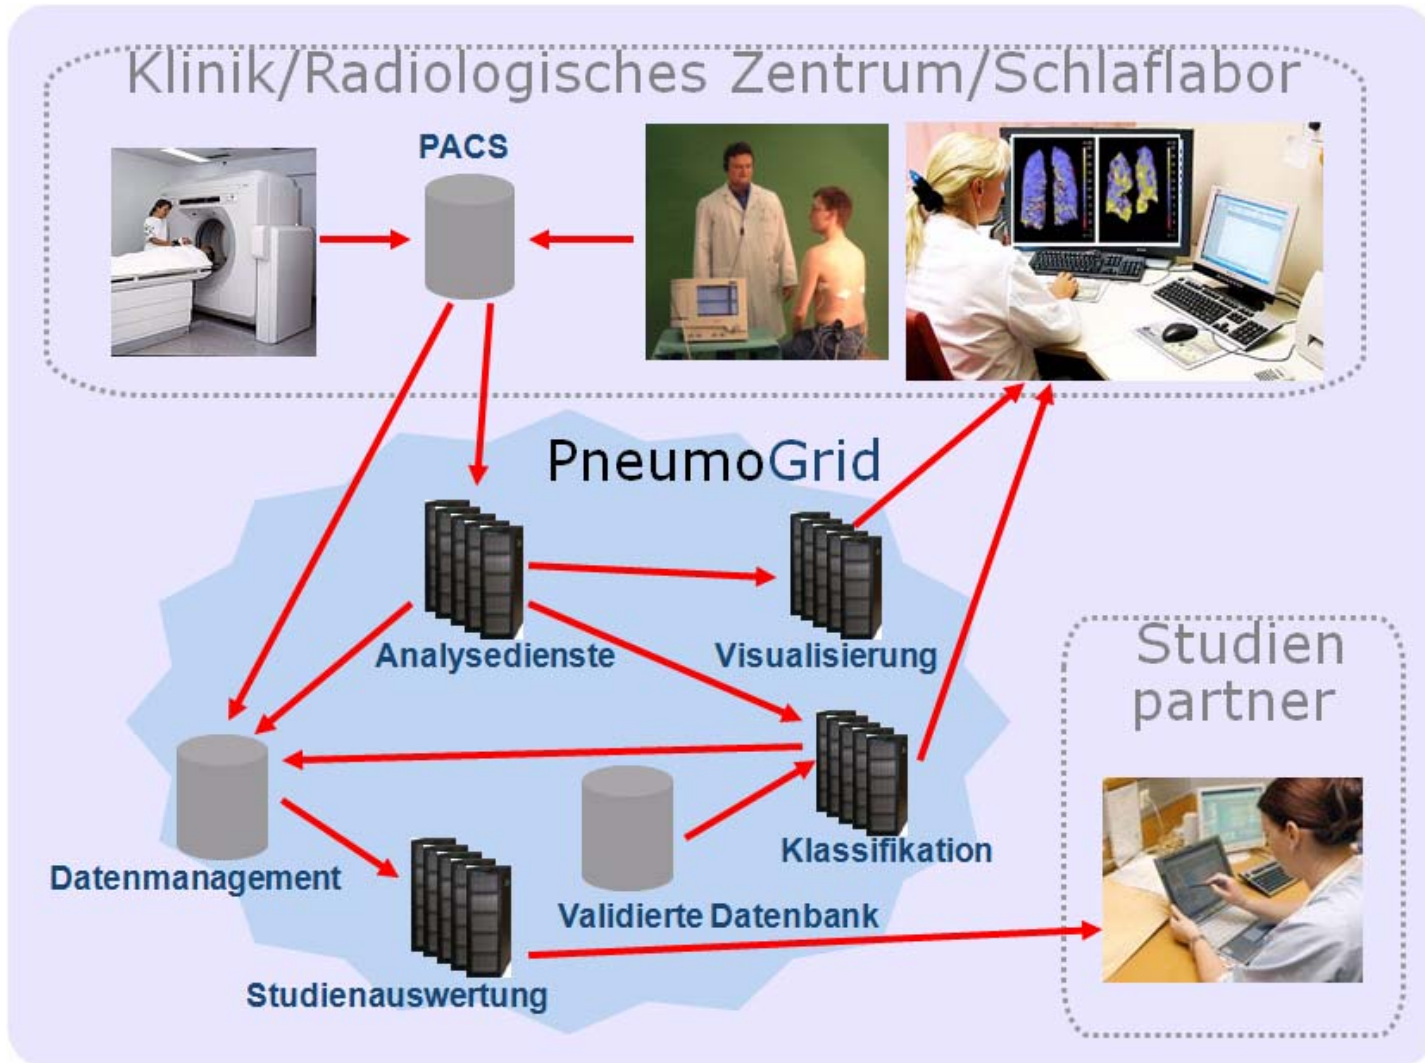 Klinik/Radiologisches Zentrum/Schlaflabor
PACS
PneumoGrid
Analysedienste
Visualisierung
Studien
partner
Datenmanagement
Validierte Datenbank
Klassifikation
Studienauswertung